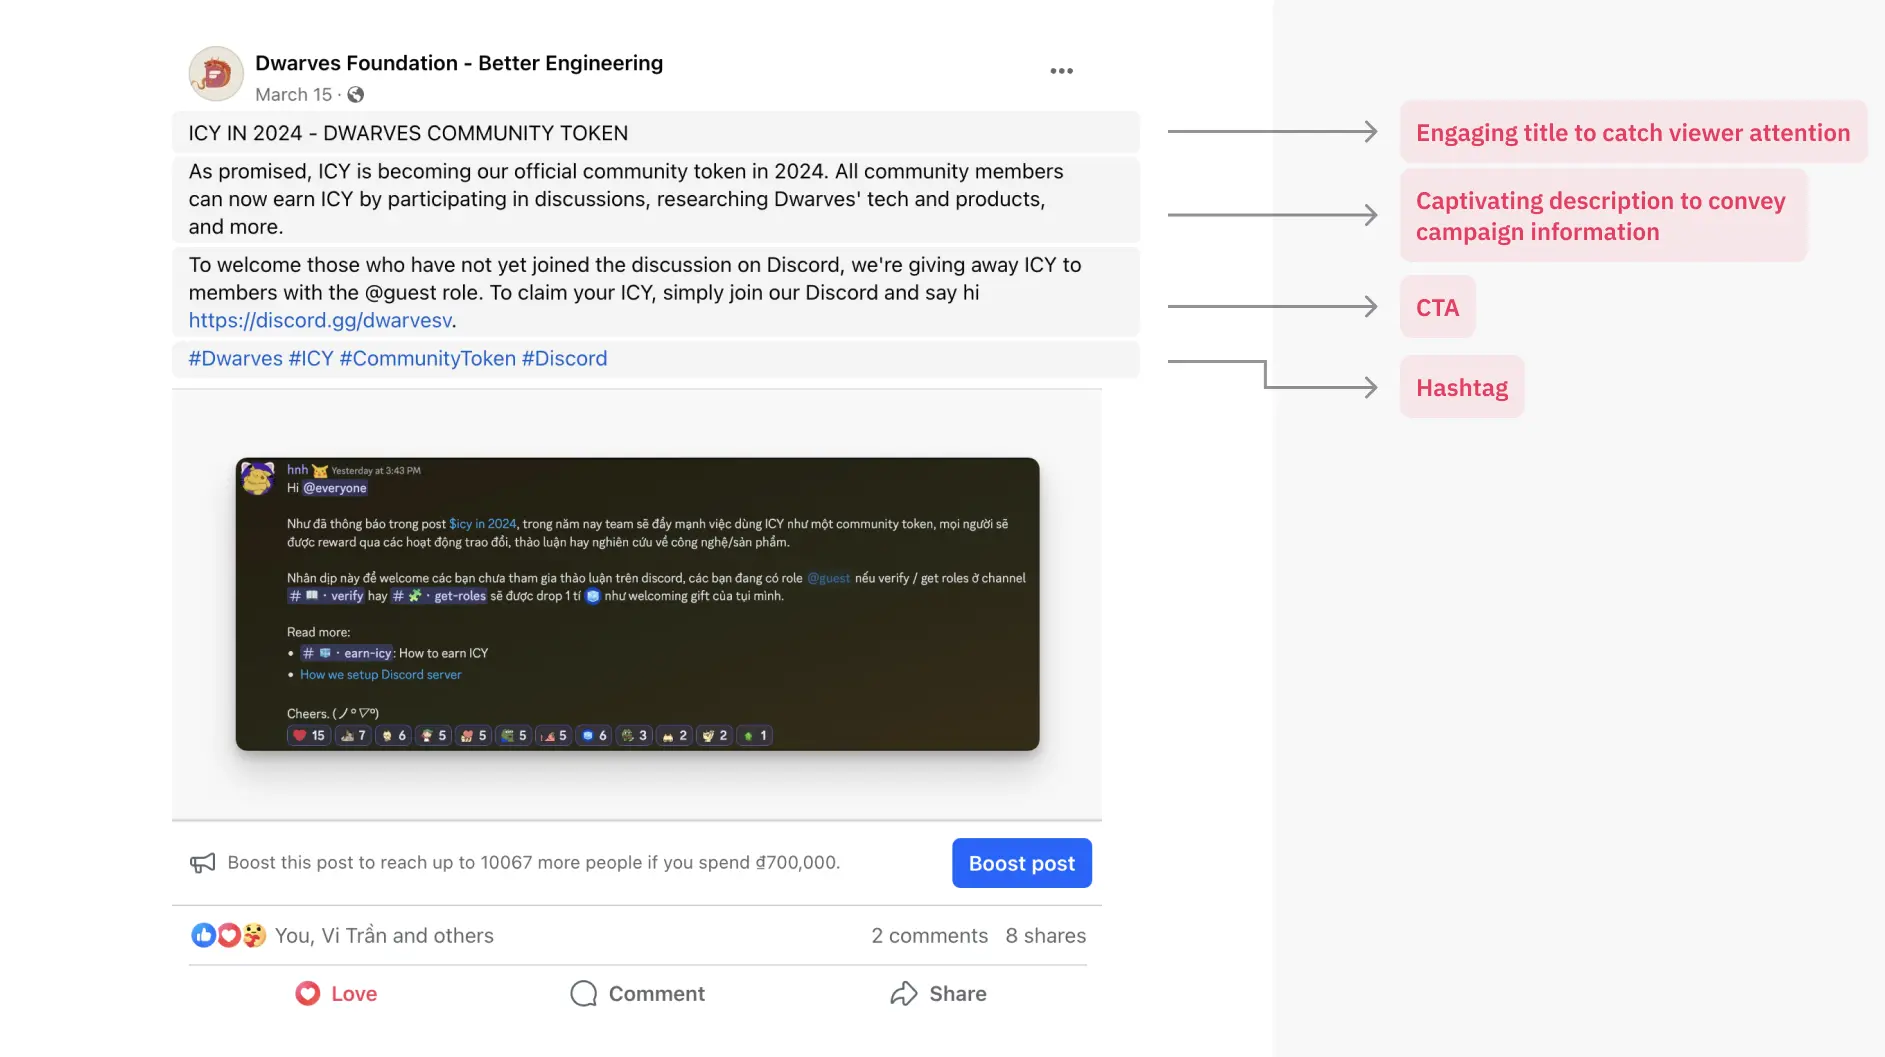 Dwarves Foundation - Better Engineering
March 15 ·
ICY IN 2024 - DWARVES COMMUNITY TOKEN
Engaging title to catch viewer attention
As promised, ICY is becoming our official community token in 2024. All community members
can now earn ICY by participating in discussions, researching Dwarves' tech and products,
and more.
Captivating description to convey
campaign information
To welcome those who have not yet joined the discussion on Discord, we're giving away ICY to
members with the @guest role. To claim your ICY, simply join our Discord and say hi
https://discord.gg/dwarvesv.
CTA
#Dwarves #ICY #CommunityToken #Discord
Hashtag
hnh Yesterday at 3:43 PM
Hi @everyone
Như đã thông báo trong post $icy in 2024, trong năm nay team sẽ đẩy mạnh việc dùng ICY như một community token, mọi người sẽ
được reward qua các hoạt động trao đổi, thảo luận hay nghiên cứu về công nghệ/sản phẩm.
Nhân dịp này để welcome các bạn chưa tham gia thảo luận trên discord, các bạn đang có role @guest nếu verify / get roles ở channel
# 📖 · verify hay # 🧩 · get-roles sẽ được drop 1 tí 🧊 như welcoming gift của tụi mình.
Read more:
• # 🧊 · earn-icy: How to earn ICY
• How we setup Discord server
Cheers. (ノ°▽°)
15 7 6 5 5 5 5 6 3 2 2 1
Boost this post to reach up to 10067 more people if you spend ₫700,000.
Boost post
You, Vi Trần and others
2 comments 8 shares
Love
Comment
Share